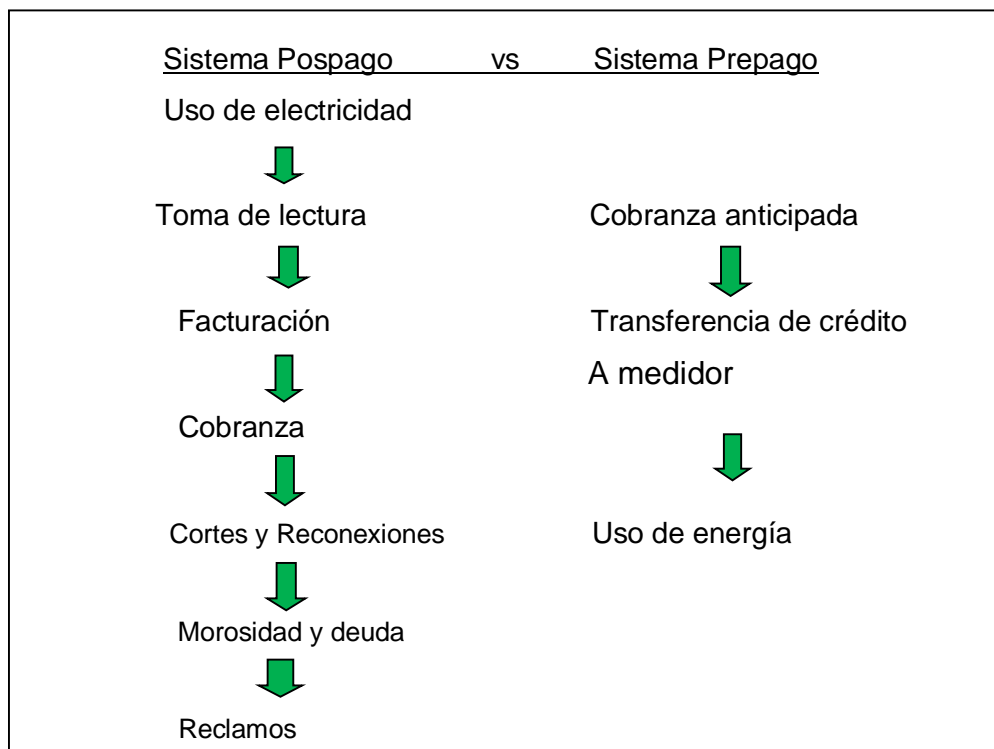 Sistema Pospago vs Sistema Prepago
Uso de electricidad
Toma de lectura
Cobranza anticipada
Facturación
Transferencia de crédito
A medidor
Cobranza
Cortes y Reconexiones
Uso de energía
Morosidad y deuda
Reclamos